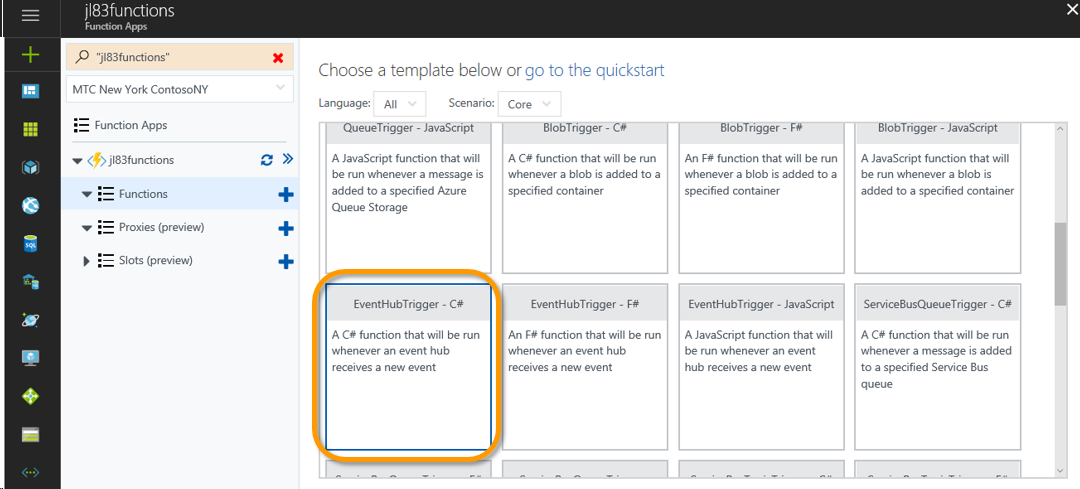 jl83functions
Function Apps
"jl83functions"
MTC New York ContosoNY
Function Apps
jl83functions
Functions
Proxies (preview)
Slots (preview)
Choose a template below or go to the quickstart
Language: All Scenario: Core
QueueTrigger - JavaScript
A JavaScript function that will
be run whenever a message is
added to a specified Azure
Queue Storage
BlobTrigger - C#
A C# function that will be run
whenever a blob is added to a
specified container
BlobTrigger - F#
An F# function that will be run
whenever a blob is added to a
specified container
BlobTrigger - JavaScript
A JavaScript function that will
be run whenever a blob is
added to a specified container
EventHubTrigger - C#
A C# function that will be run
whenever an event hub
receives a new event
EventHubTrigger - F#
An F# function that will be run
whenever an event hub
receives a new event
EventHubTrigger - JavaScript
A JavaScript function that will
be run whenever an event
hub receives a new event
ServiceBusQueueTrigger - C#
A C# function that will be run
whenever a message is added
to a specified Service Bus
queue
SQL